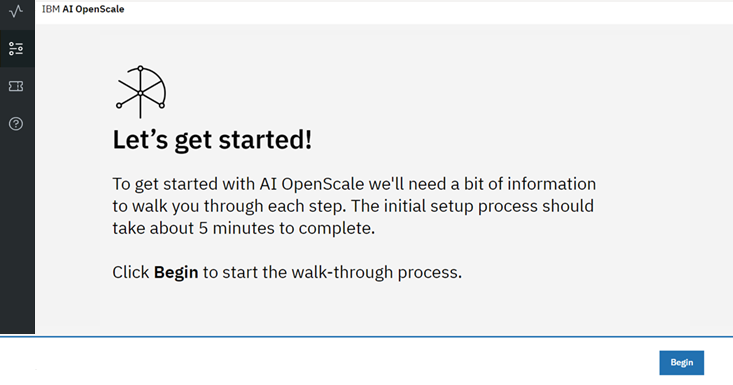 IBM AI OpenScale
Let's get started!
To get started with AI OpenScale we'll need a bit of information
to walk you through each step. The initial setup process should
take about 5 minutes to complete.
Click Begin to start the walk-through process.
Begin